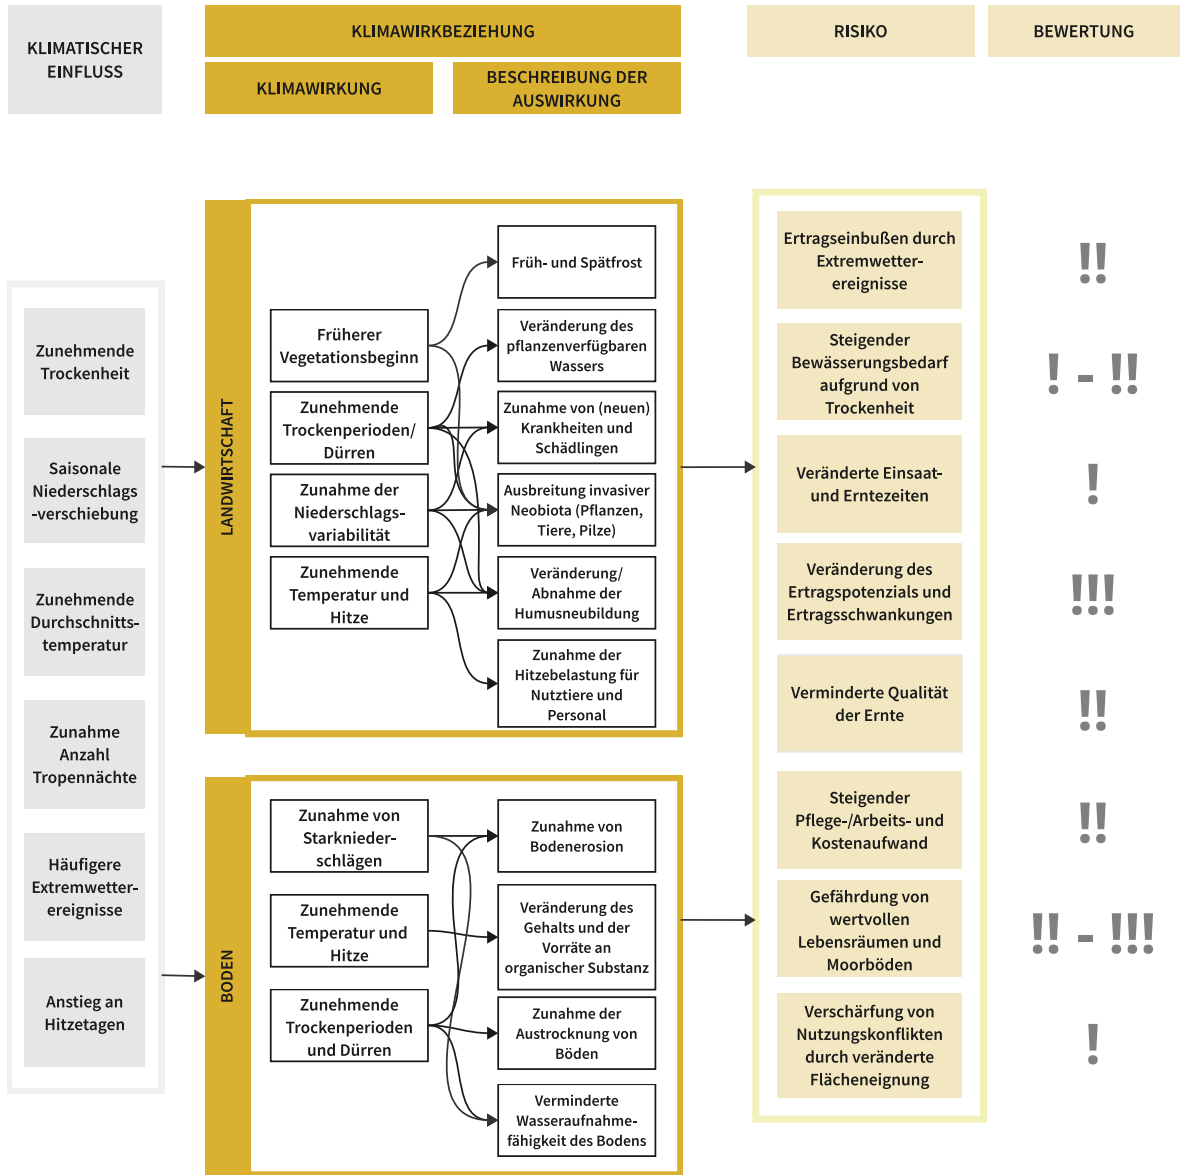 KLIMATISCHER
EINFLUSS
KLIMAWIRKBEZIEHUNG
KLIMAWIRKUNG
BESCHREIBUNG DER
AUSWIRKUNG
RISIKO
BEWERTUNG
Zunehmende
Trockenheit
Saisonale
Niederschlags
-verschiebung
Zunehmende
Durchschnitts-
temperatur
Zunahme
Anzahl
Tropennächte
Häufigere
Extremwetter-
ereignisse
Anstieg an
Hitzetagen
LANDWIRTSCHAFT
Früherer
Vegetationsbeginn
Zunehmende
Trockenperioden/
Dürren
Zunahme der
Niederschlags-
variabilität
Zunehmende
Temperatur und
Hitze
Früh- und Spätfrost
Veränderung des
pflanzenverfügbaren
Wassers
Zunahme von (neuen)
Krankheiten und
Schädlingen
Ausbreitung invasiver
Neobiota (Pflanzen,
Tiere, Pilze)
Veränderung/
Abnahme der
Humusneubildung
Zunahme der
Hitzebelastung für
Nutztiere und
Personal
BODEN
Zunahme von
Starknieder-
schlägen
Zunehmende
Temperatur und
Hitze
Zunehmende
Trockenperioden
und Dürren
Zunahme von
Bodenerosion
Veränderung des
Gehalts und der
Vorräte an
organischer Substanz
Zunahme der
Austrocknung von
Böden
Verminderte
Wasseraufnahme-
fähigkeit des Bodens
Ertragseinbußen durch
Extremwetter-
ereignisse
!!
Steigender
Bewässerungsbedarf
aufgrund von
Trockenheit
! - !!
Veränderte Einsaat-
und Erntezeiten
!
Veränderung des
Ertragspotenzials und
Ertragsschwankungen
!!!
Verminderte Qualität
der Ernte
!!
Steigender
Pflege-/Arbeits- und
Kostenaufwand
!!
Gefährdung von
wertvollen
Lebensräumen und
Moorböden
!! - !!!
Verschärfung von
Nutzungskonflikten
durch veränderte
Flächeneignung
!